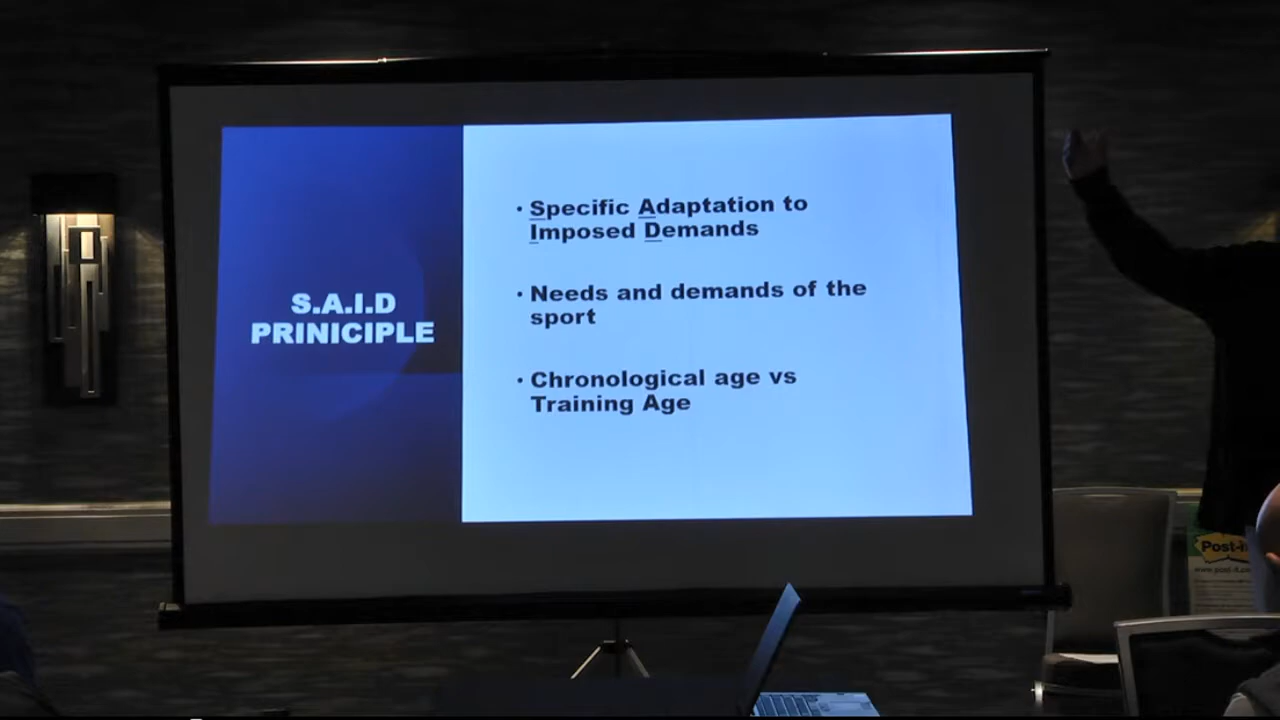 S.A.I.D
PRINICIPLE
• Specific Adaptation to
Imposed Demands
• Needs and demands of the
sport
• Chronological age vs
Training Age
Post-it